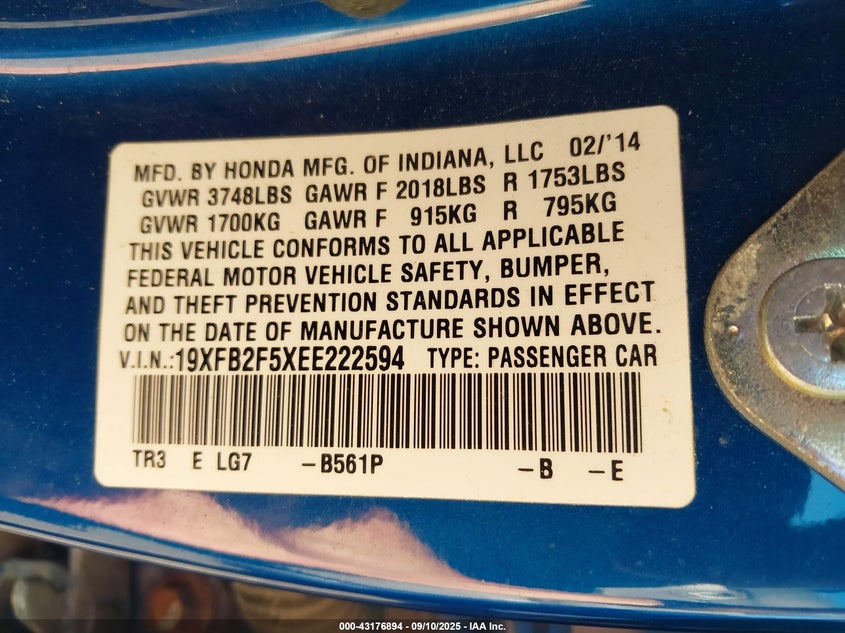 MFD. BY HONDA MFG. OF INDIANA, LLC 02/'14
GVWR 3748LBS GAWR F 2018LBS R 1753LBS
GVWR 1700KG GAWR F 915KG R 795KG
THIS VEHICLE CONFORMS TO ALL APPLICABLE
FEDERAL MOTOR VEHICLE SAFETY, BUMPER,
AND THEFT PREVENTION STANDARDS IN EFFECT
ON THE DATE OF MANUFACTURE SHOWN ABOVE.
V.I.N.:19XFB2F5XEE222594 TYPE: PASSENGER CAR
TR3 E LG7 -B561P -B -E
000-43176894 - 09/10/2025 - IAA Inc.